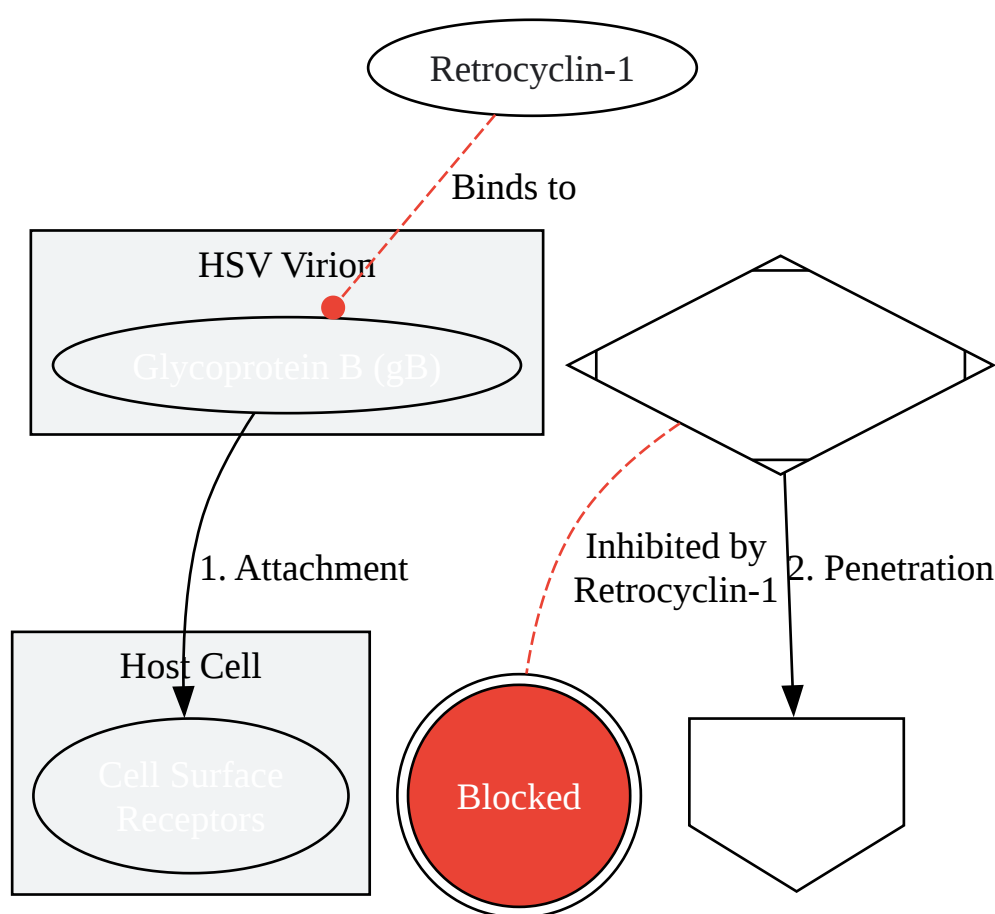 Retrocyclin-1
Binds to
HSV Virion
Glycoprotein B (gB)
Inhibited by
Retrocyclin-1
1. Attachment
2. Penetration
Host Cell
Cell Surface
Receptors
Blocked